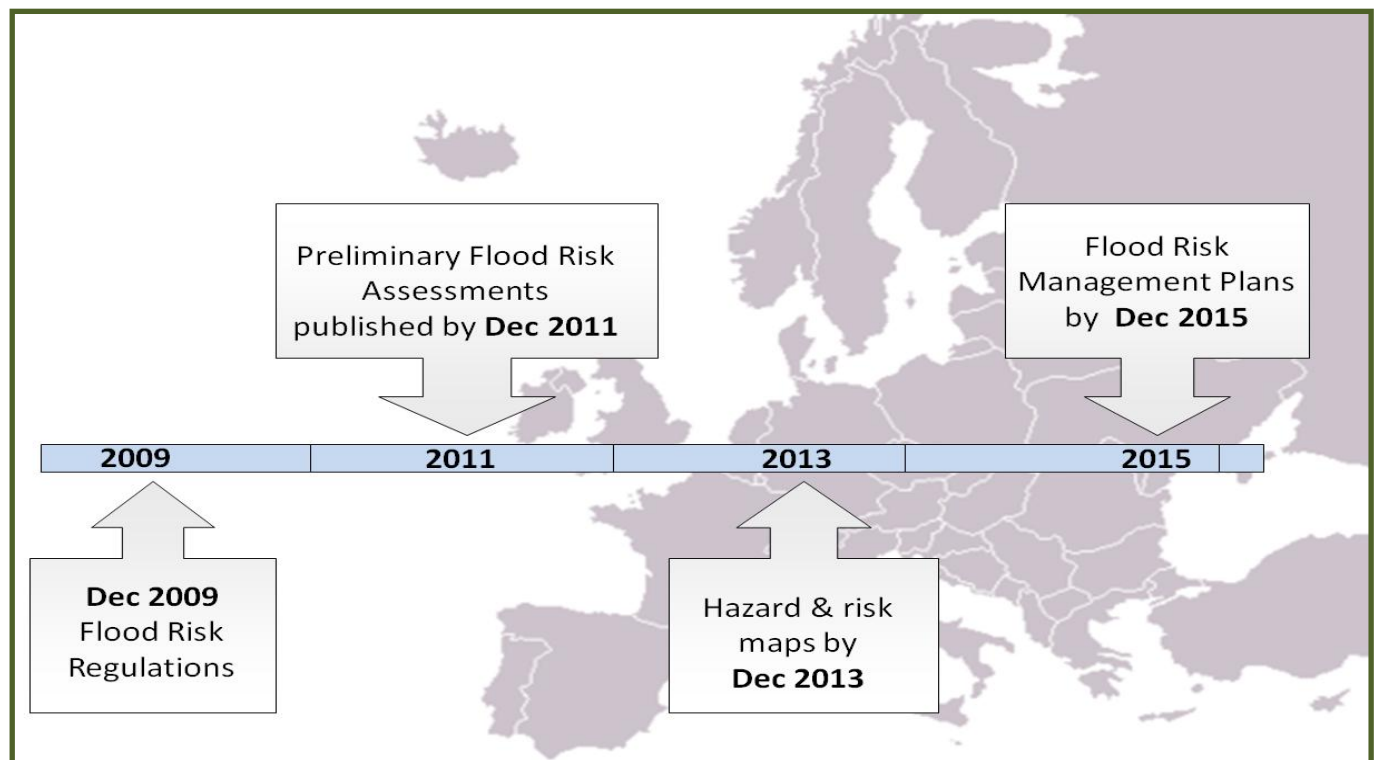 Preliminary Flood Risk
Assessments
published by Dec 2011
Flood Risk
Management Plans
by Dec 2015
2009
2011
2013
2015
Dec 2009
Flood Risk
Regulations
Hazard & risk
maps by
Dec 2013